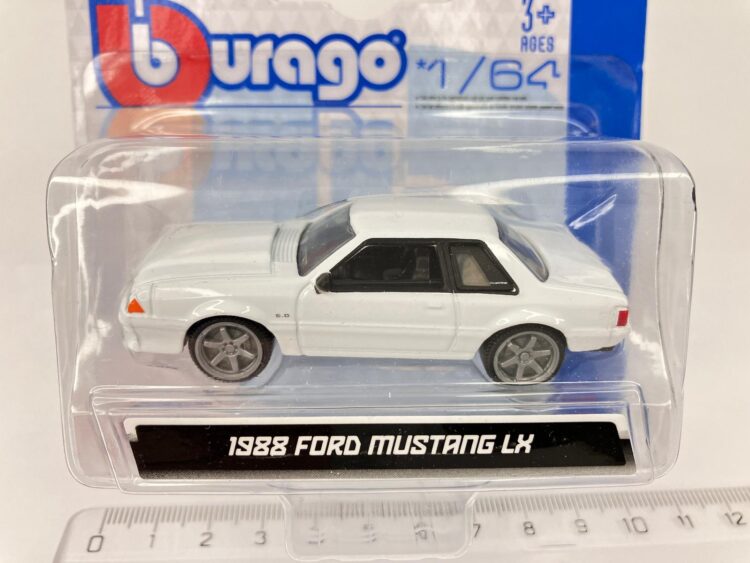 Burago
3+
AGES
*1/64
5.0
1988 FORD MUSTANG LX
0 1 2 3 4 5 6 7 8 9 10 11 12